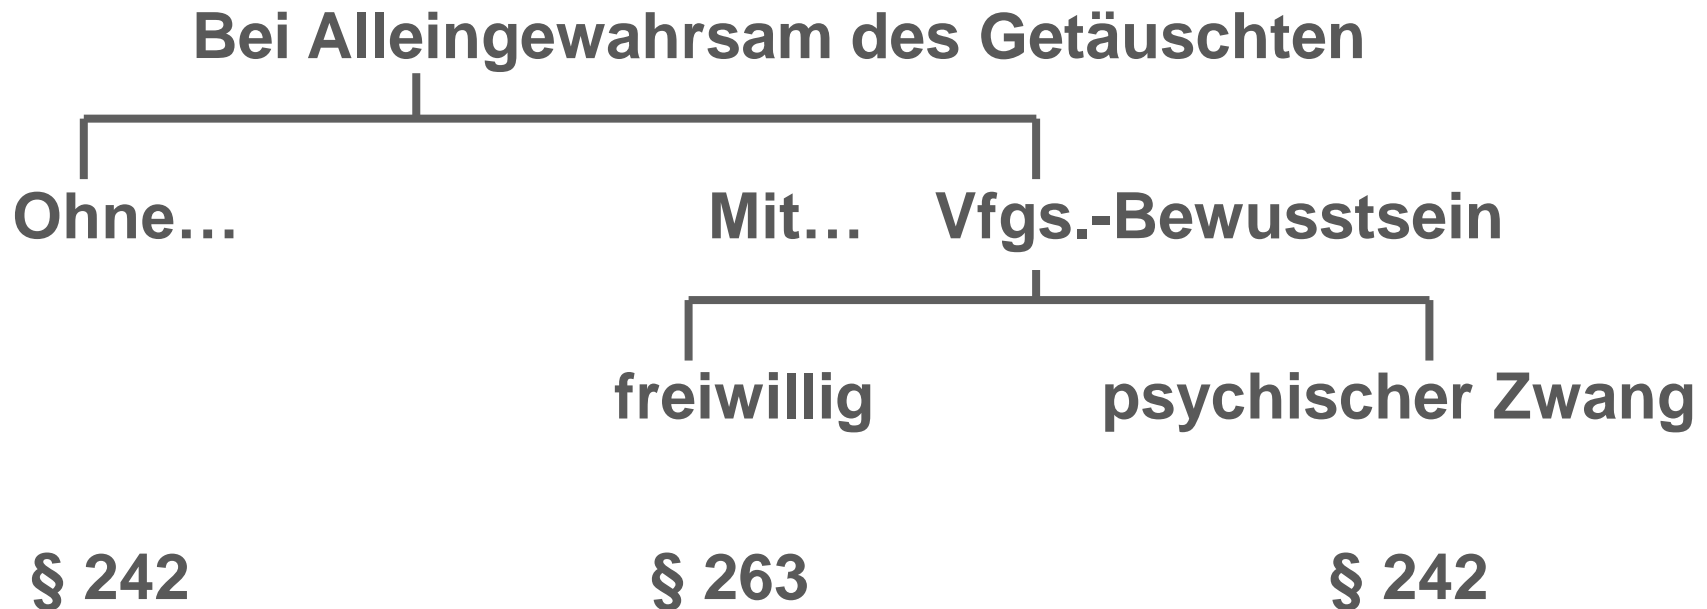 Bei Alleingewahrsam des Getäuschten
Ohne… Mit… Vfgs.-Bewusstsein
freiwillig psychischer Zwang
§ 242 § 263 § 242